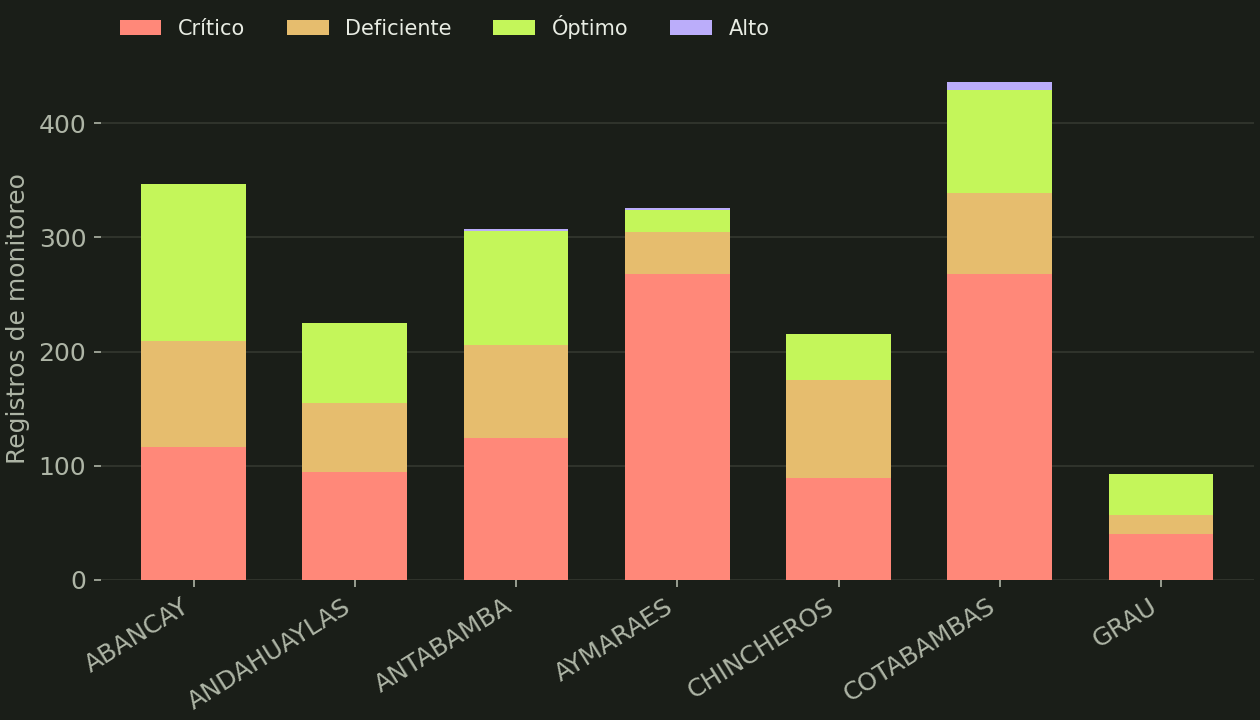 Crítico Deficiente Óptimo Alto
Registros de monitoreo
400
300
200
100
0
ABANCAY
ANDAHUAYLAS
ANTABAMBA
AYMARAES
CHINCHEROS
COTABAMBAS
GRAU